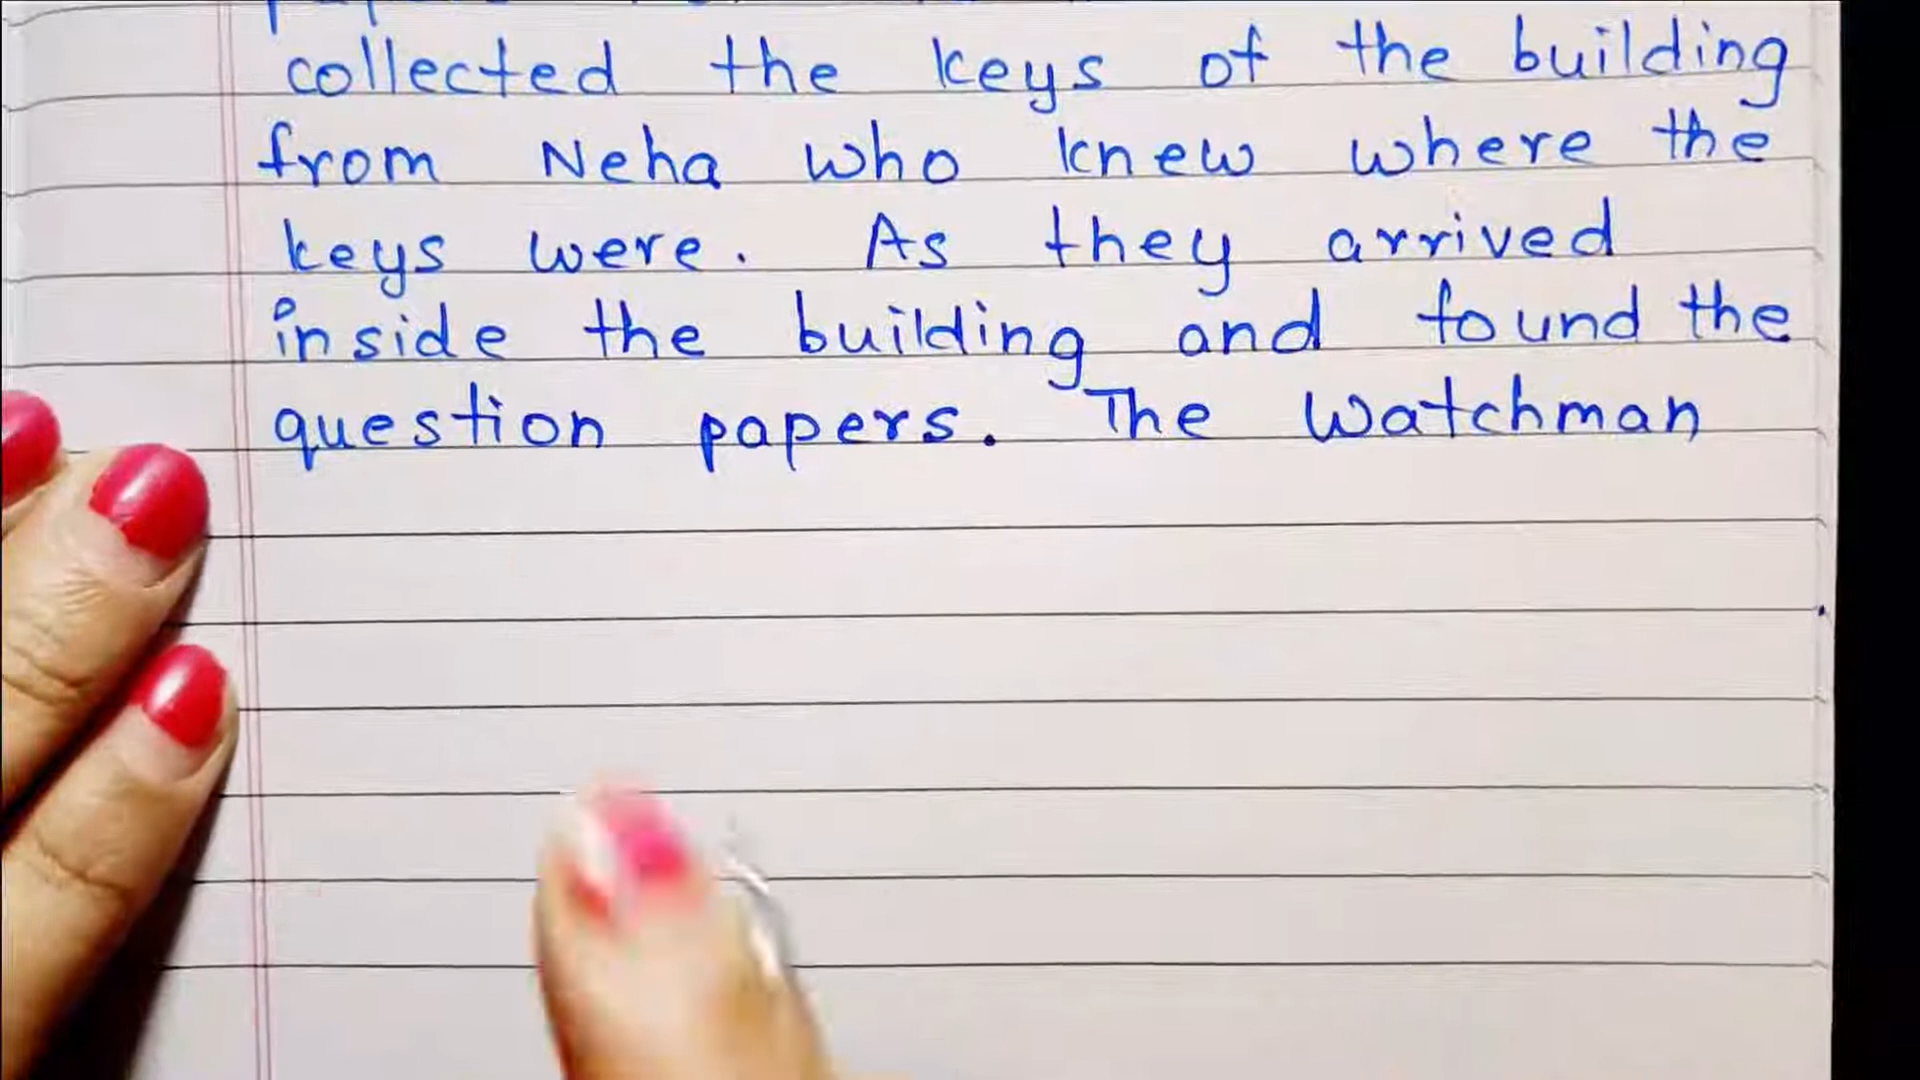 collected the keys of the building
from Neha who knew where the
keys were. As they arrived
inside the building and found the
question papers. The Watchman